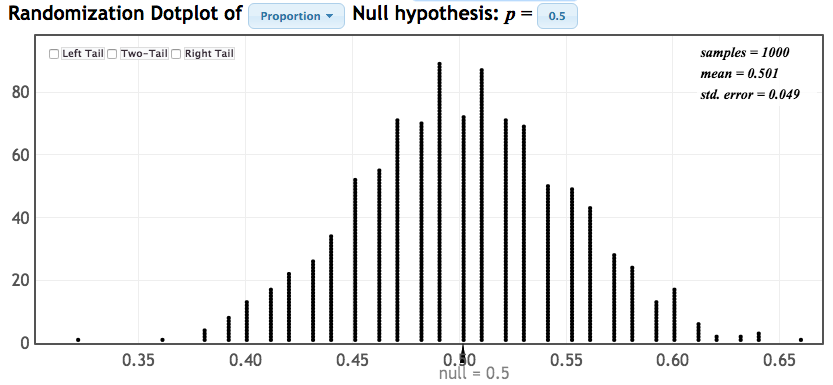 Randomization Dotplot of Proportion Null hypothesis: p = 0.5
Left Tail Two-Tail Right Tail
samples = 1000
mean = 0.501
std. error = 0.049
80
60
40
20
0
0.35 0.40 0.45 0.50 0.55 0.60 0.65
null = 0.5